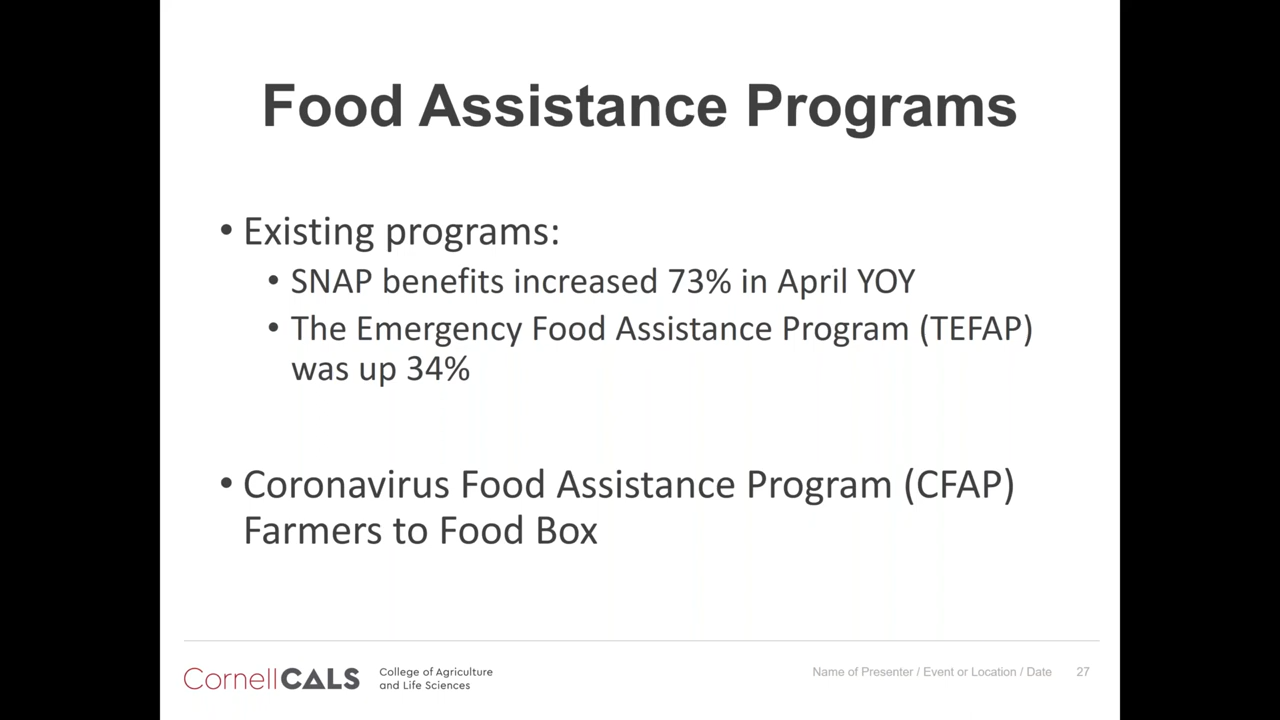 Food Assistance Programs
• Existing programs:
• SNAP benefits increased 73% in April YOY
• The Emergency Food Assistance Program (TEFAP)
was up 34%
• Coronavirus Food Assistance Program (CFAP)
Farmers to Food Box
CornellCALS
College of Agriculture
and Life Sciences
Name of Presenter / Event or Location / Date 27